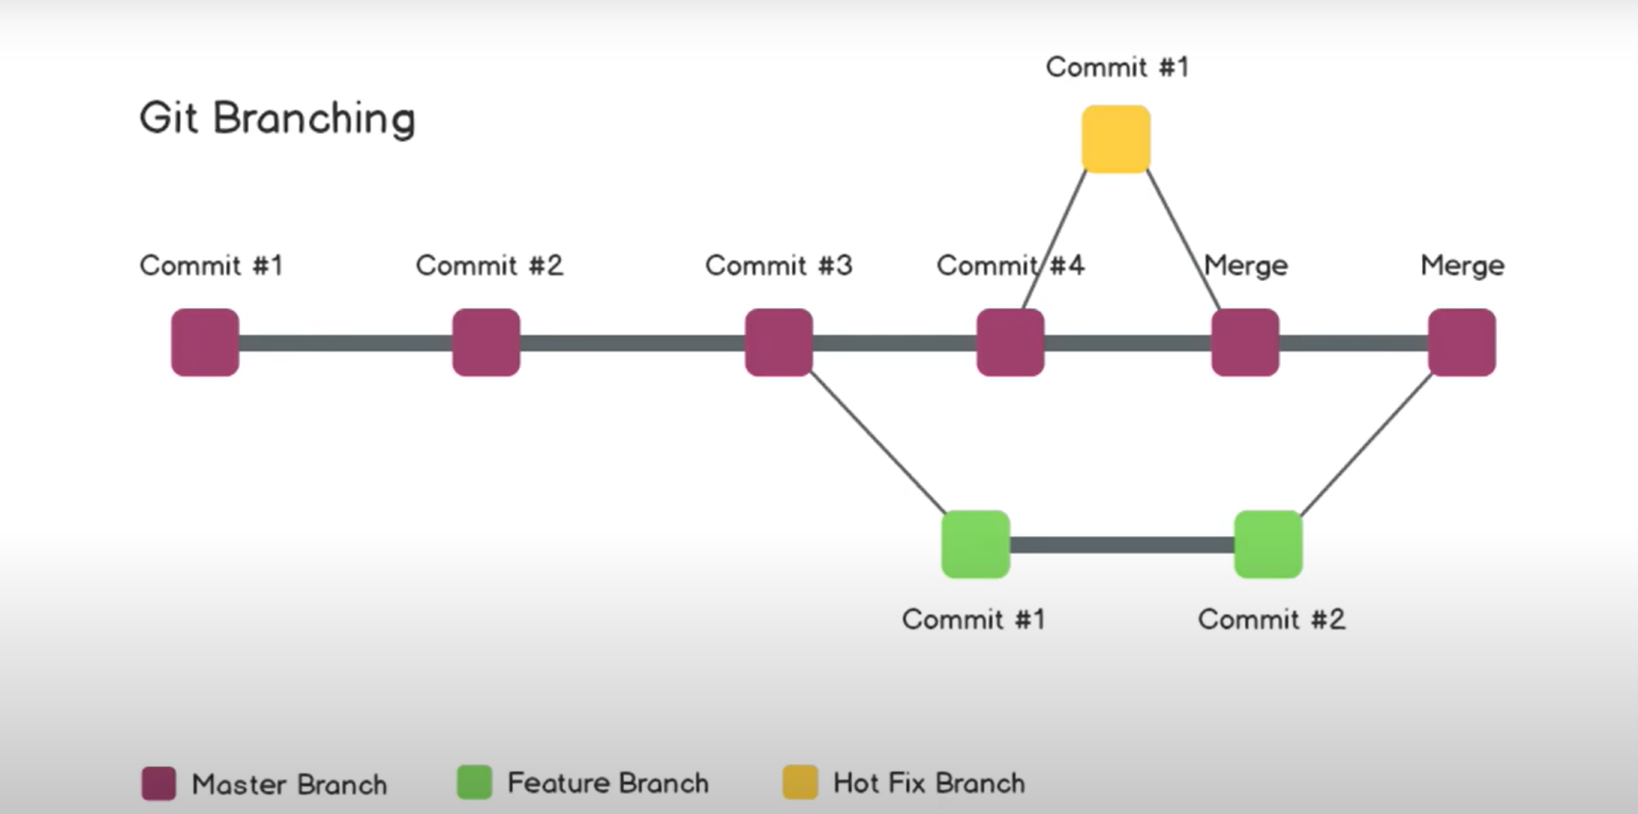 Git Branching
Commit #1
Commit #1
Commit #2
Commit #3
Commit #4
Merge
Merge
Commit #1
Commit #2
Master Branch
Feature Branch
Hot Fix Branch